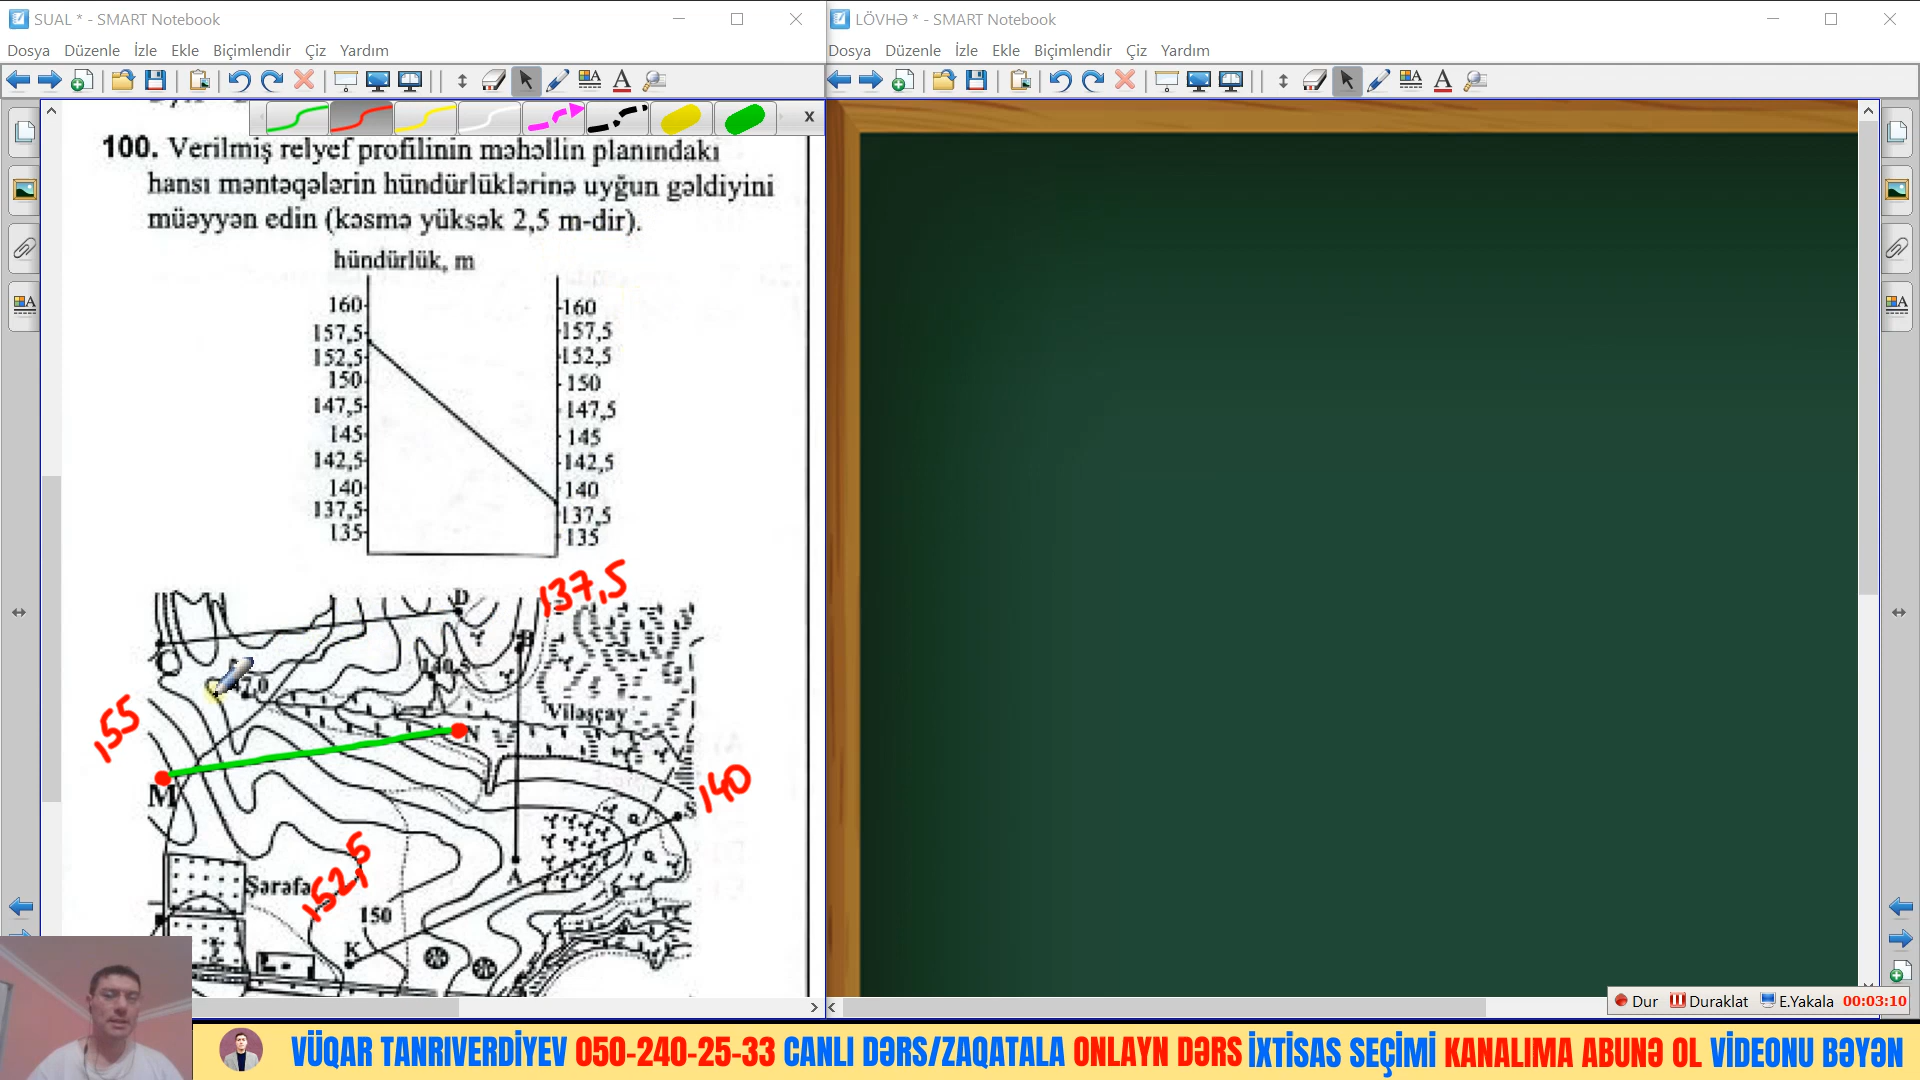 SUAL * - SMART Notebook
Dosya Düzenle İzle Ekle Biçimlendir Çiz Yardım
LÖVHƏ * - SMART Notebook
Dosya Düzenle İzle Ekle Biçimlendir Çiz Yardım
x
100. Verilmiş relyef profilinin məhəllin planındakı
hansı məntəqələrin hündürlüklərinə uyğun gəldiyini
müəyyən edin (kəsmə yüksək 2,5 m-dir).
hündürlük, m
160 160
157,5 157,5
152,5 152,5
150 150
147,5 147,5
145 145
142,5 142,5
140 140
137,5 137,5
135 135
137,5
D
B
C
140,5
Vilaşçay
155
N
M
140
S
152,5
A
Şərəfə
150
K
Dur Duraklat E.Yakala 00:03:10
VÜQAR TANRIVERDİYEV 050-240-25-33 CANLI DƏRS/ZAQATALA ONLAYN DƏRS İXTİSAS SEÇİMİ KANALIMA ABUNƏ OL VİDEONU BƏYƏN